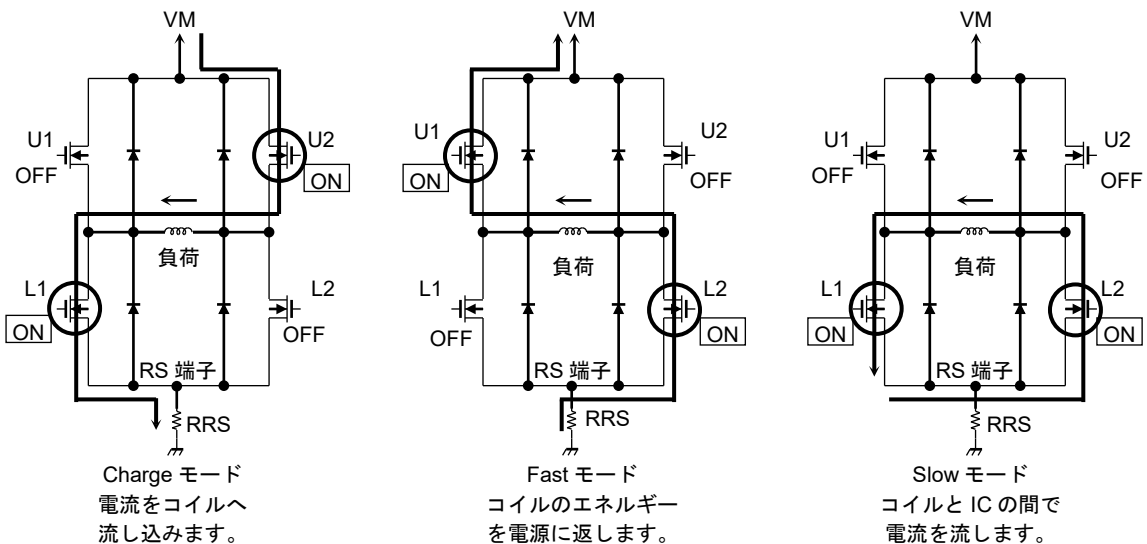 VM
U1
OFF
U2
ON
負荷
L1
ON
L2
OFF
RS 端子
RRS
Charge モード
電流をコイルへ
流し込みます。
VM
U1
ON
U2
OFF
負荷
L1
OFF
L2
ON
RS 端子
RRS
Fast モード
コイルのエネルギー
を電源に返します。
VM
U1
OFF
U2
OFF
負荷
L1
ON
L2
ON
RS 端子
RRS
Slow モード
コイルと IC の間で
電流を流します。